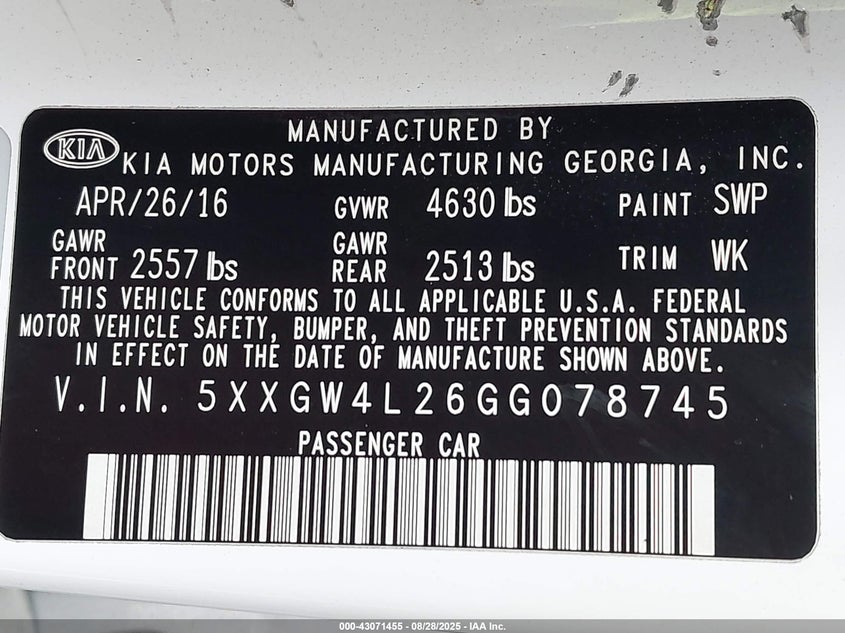 MANUFACTURED BY
KIA KIA MOTORS MANUFACTURING GEORGIA, INC.
APR/26/16 GVWR 4630 lbs PAINT SWP
GAWR FRONT 2557 lbs GAWR REAR 2513 lbs TRIM WK
THIS VEHICLE CONFORMS TO ALL APPLICABLE U.S.A. FEDERAL
MOTOR VEHICLE SAFETY, BUMPER, AND THEFT PREVENTION STANDARDS
IN EFFECT ON THE DATE OF MANUFACTURE SHOWN ABOVE.
V.I.N. 5XXGW4L26GG078745
PASSENGER CAR
000-43071455 - 08/28/2025 - IAA Inc.